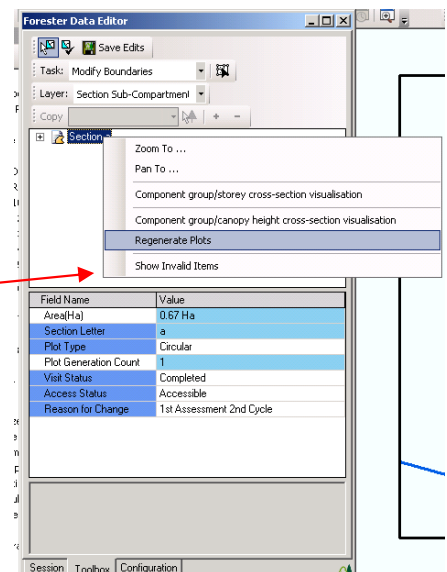 Forester Data Editor
Save Edits
Task: Modify Boundaries
Layer: Section Sub-Compartment
Copy
Section a
Zoom To ...
Pan To ...
Component group/storey cross-section visualisation
Component group/canopy height cross-section visualisation
Regenerate Plots
Show Invalid Items
Field Name Value
Area(Ha) 0.67 Ha
Section Letter a
Plot Type Circular
Plot Generation Count 1
Visit Status Completed
Access Status Accessible
Reason for Change 1st Assessment 2nd Cycle
Session Toolbox Configuration